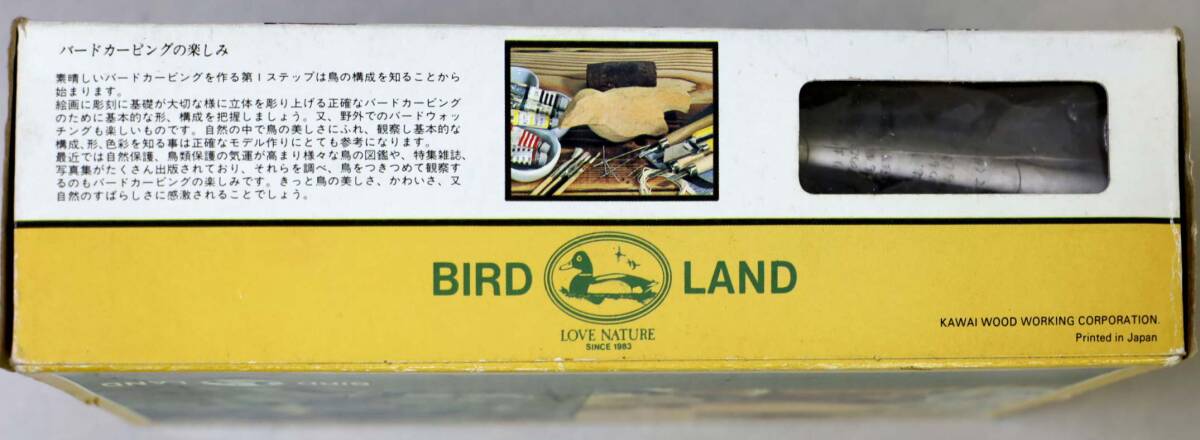 バードカービングの楽しみ
素晴しいバードカービングを作る第Iステップは鳥の構成を知ることから
始まります。
絵画に彫刻に基礎が大切な様に立体を彫り上げる正確なバードカービング
のために基本的な形、構成を把握しましょう。又、野外でのバードウォッ
チングも楽しいものです。自然の中で鳥の美しさにふれ、観察し基本的な
構成、形、色彩を知る事は正確なモデル作りにとても参考になります。
最近では自然保護、鳥類保護の気運が高まり様々な鳥の図鑑や、特集雑誌、
写真集がたくさん出版されており、それらを調べ、鳥をつきつめて観察す
るのもバードカービングの楽しみです。きっと鳥の美しさ、かわいさ、又
自然のすばらしさに感激されることでしょう。
BIRD LAND
LOVE NATURE
SINCE 1983
KAWAI WOOD WORKING CORPORATION.
Printed in Japan
BIRD LAND